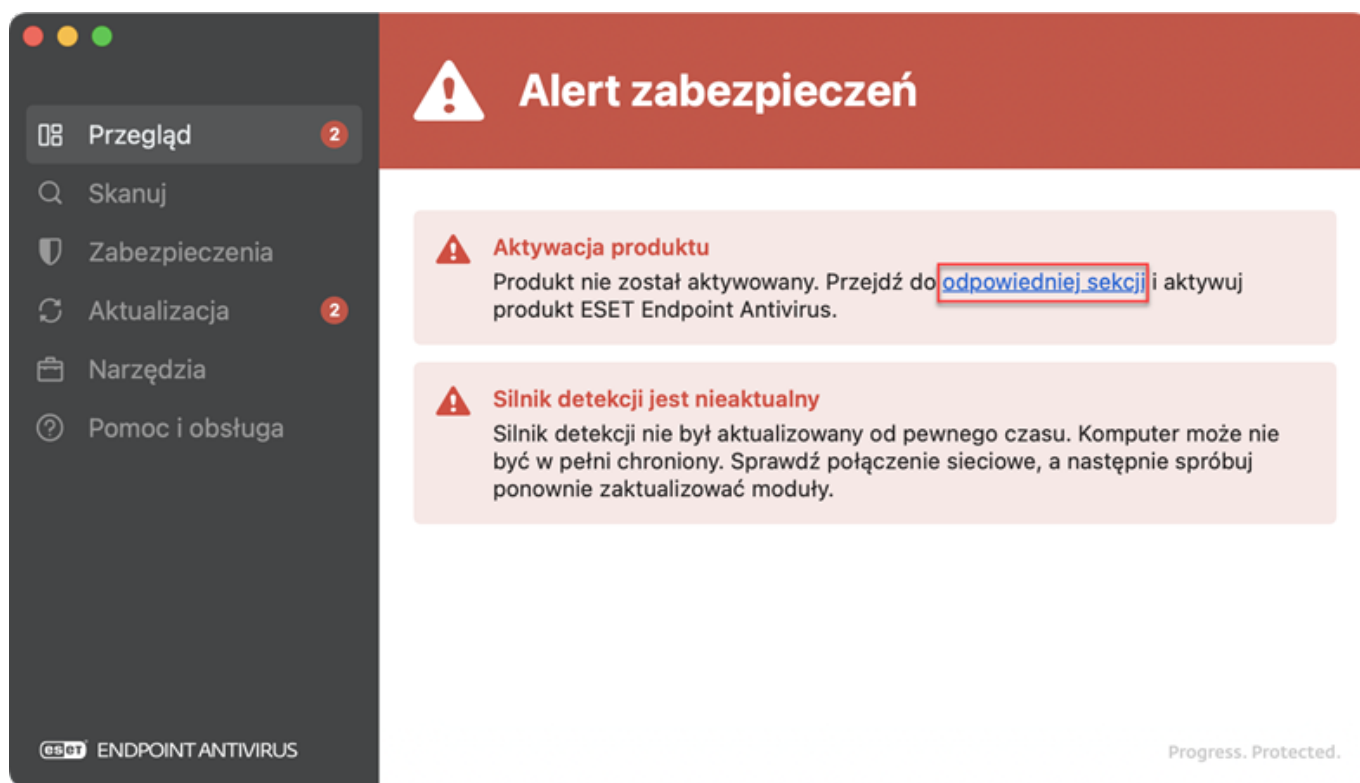 Przegląd
2
Skanuj
Zabezpieczenia
Aktualizacja
2
Narzędzia
Pomoc i obsługa
eset ENDPOINT ANTIVIRUS
Alert zabezpieczeń
Aktywacja produktu
Produkt nie został aktywowany. Przejdź do odpowiedniej sekcji i aktywuj
produkt ESET Endpoint Antivirus.
Silnik detekcji jest nieaktualny
Silnik detekcji nie był aktualizowany od pewnego czasu. Komputer może nie
być w pełni chroniony. Sprawdź połączenie sieciowe, a następnie spróbuj
ponownie zaktualizować moduły.
Progress. Protected.